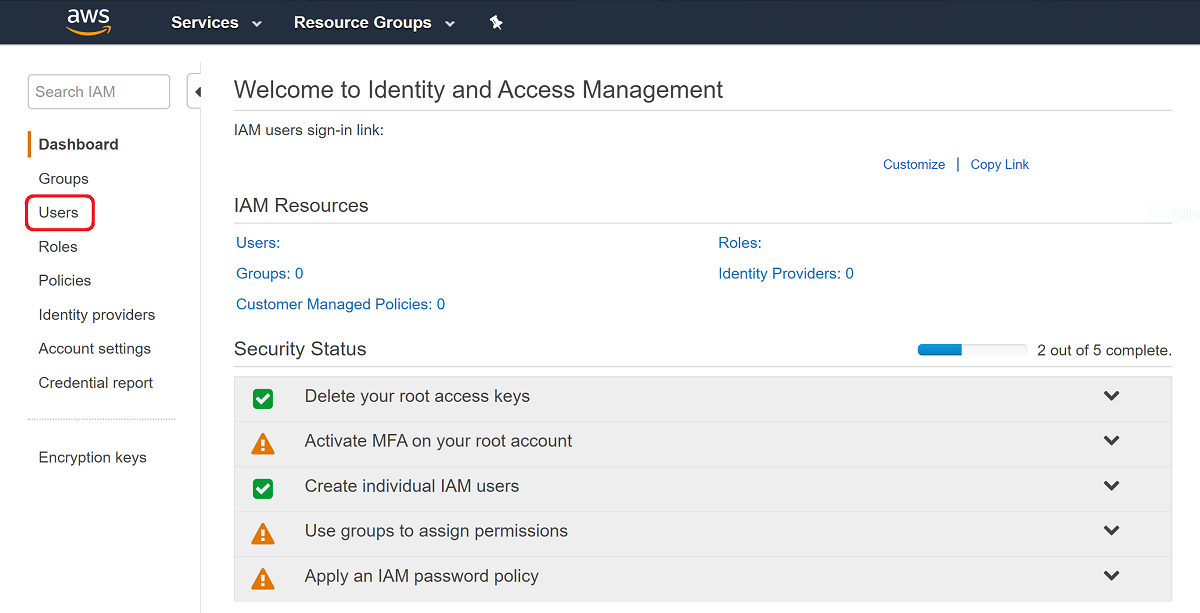 aws Services Resource Groups
Search IAM
Dashboard
Groups
Users
Roles
Policies
Identity providers
Account settings
Credential report
Encryption keys
Welcome to Identity and Access Management
IAM users sign-in link:
Customize | Copy Link
IAM Resources
Users: Roles:
Groups: 0 Identity Providers: 0
Customer Managed Policies: 0
Security Status 2 out of 5 complete.
Delete your root access keys
Activate MFA on your root account
Create individual IAM users
Use groups to assign permissions
Apply an IAM password policy